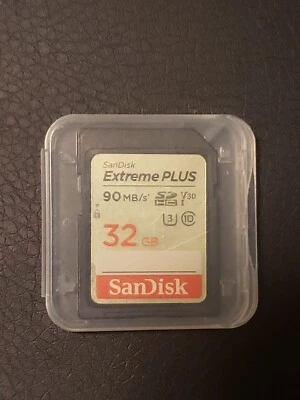 SanDisk
Extreme PLUS
90 MB/s* SD HC I V30
3 10
32 GB
SanDisk